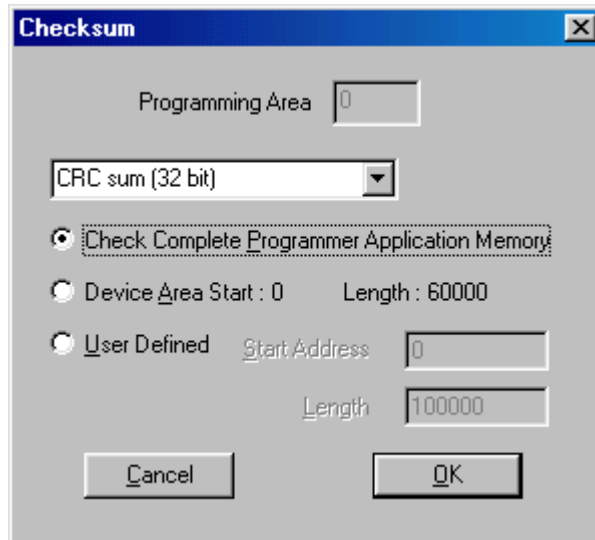 Checksum
Programming Area 0
CRC sum (32 bit)
Check Complete Programmer Application Memory
Device Area Start : 0 Length : 60000
User Defined Start Address 0
Length 100000
Cancel OK